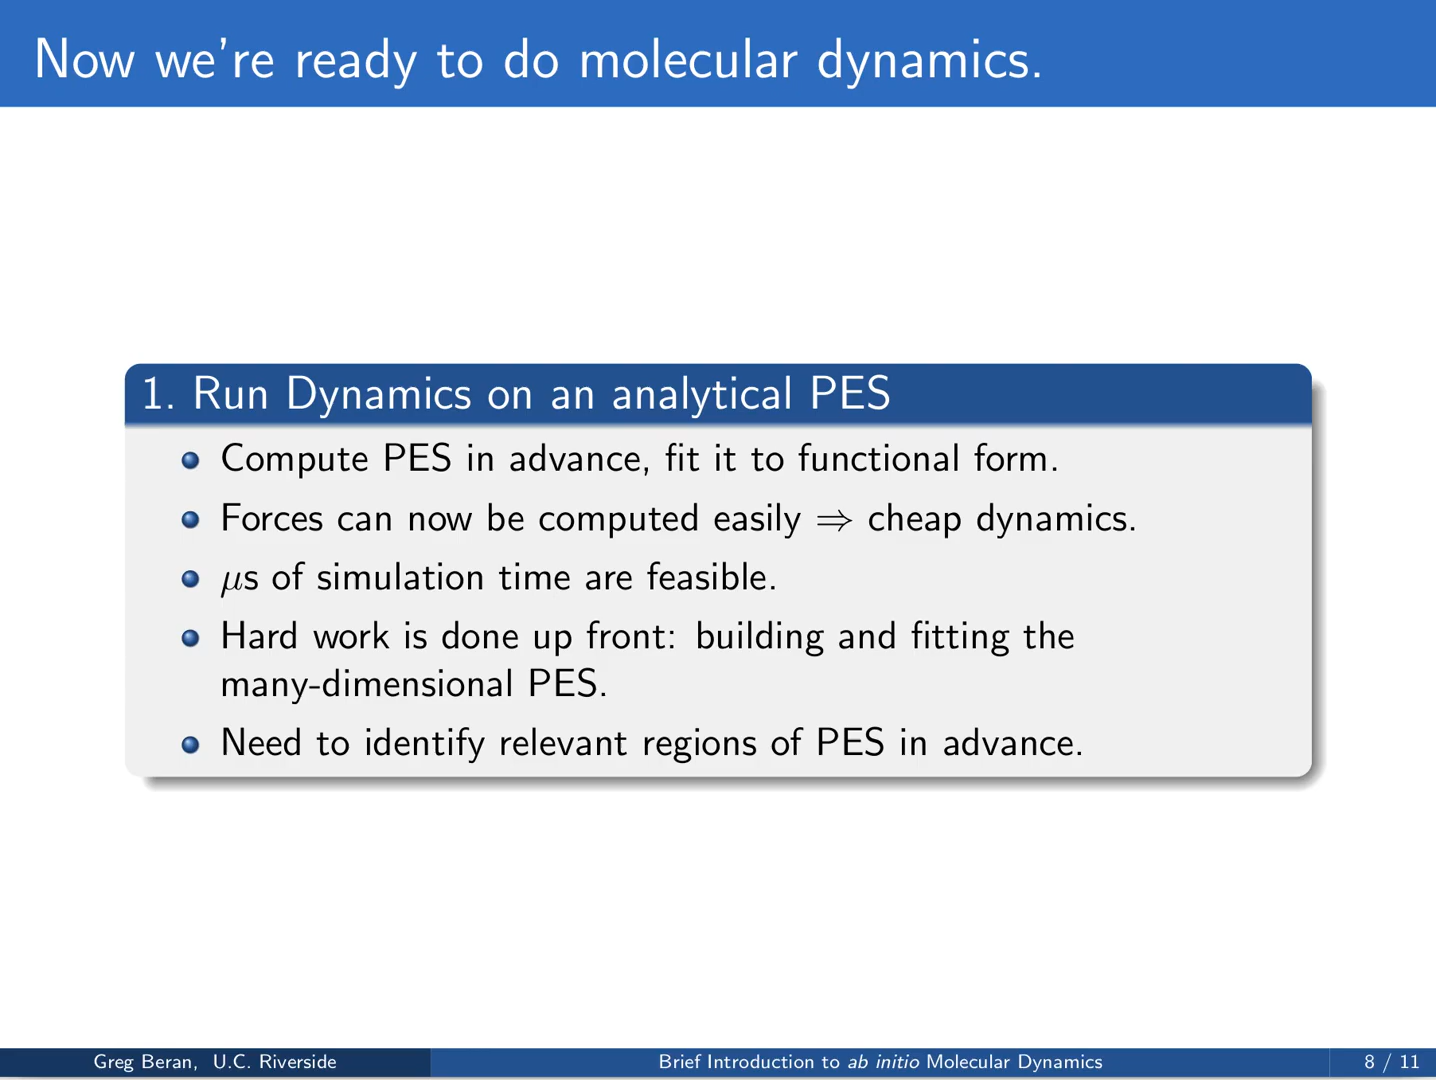 Now we're ready to do molecular dynamics.
1. Run Dynamics on an analytical PES
Compute PES in advance, fit it to functional form.
Forces can now be computed easily ⇒ cheap dynamics.
μs of simulation time are feasible.
Hard work is done up front: building and fitting the
many-dimensional PES.
Need to identify relevant regions of PES in advance.
Greg Beran, U.C. Riverside
Brief Introduction to ab initio Molecular Dynamics
8 / 11